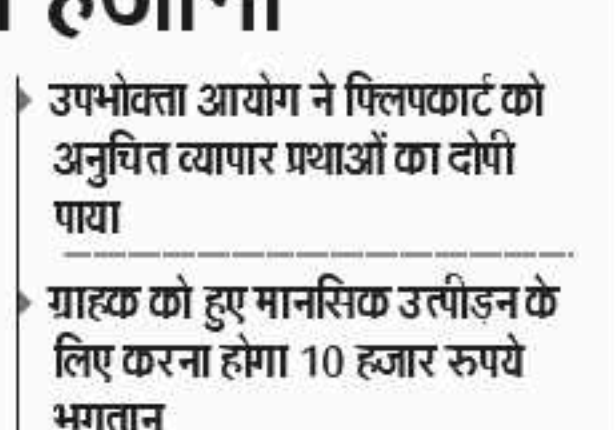 उपभोक्ता आयोग ने फ्लिपकार्ट को
अनुचित व्यापार प्रथाओं का दोषी
पाया
ग्राहक को हुए मानसिक उत्पीड़न के
लिए करना होगा 10 हजार रुपये
भुगतान